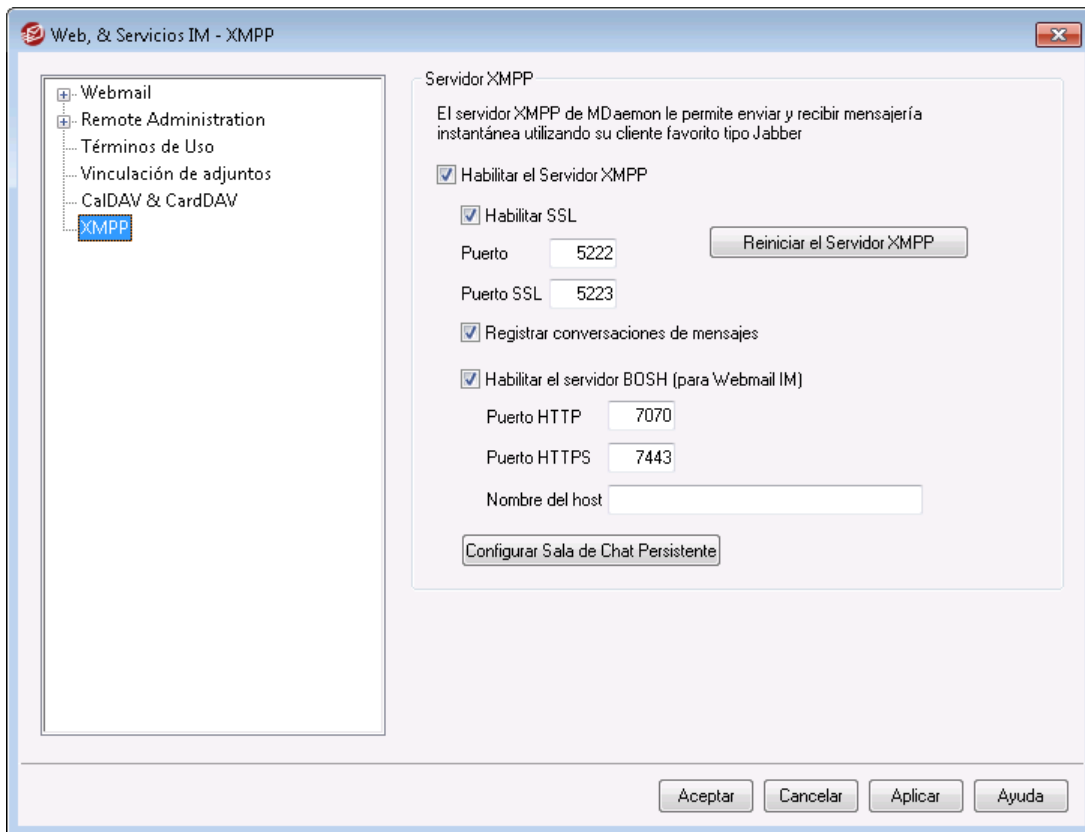 Web, & Servicios IM - XMPP
Webmail
Remote Administration
Términos de Uso
Vinculación de adjuntos
CalDAV & CardDAV
XMPP
Servidor XMPP
El servidor XMPP de MDaemon le permite enviar y recibir mensajería
instantánea utilizando su cliente favorito tipo Jabber
Habilitar el Servidor XMPP
Habilitar SSL
Reiniciar el Servidor XMPP
Puerto 5222
Puerto SSL 5223
Registrar conversaciones de mensajes
Habilitar el servidor BOSH (para Webmail IM)
Puerto HTTP 7070
Puerto HTTPS 7443
Nombre del host
Configurar Sala de Chat Persistente
Aceptar Cancelar Aplicar Ayuda